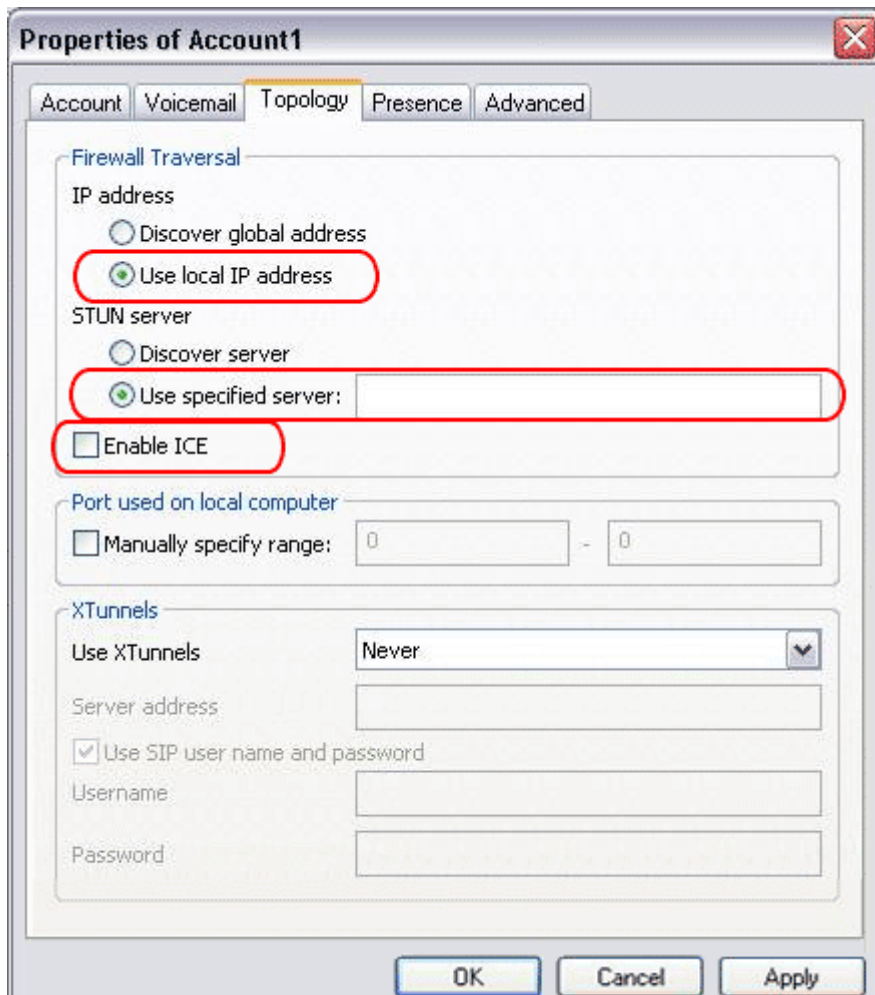 Properties of Account1
Account Voicemail Topology Presence Advanced
Firewall Traversal
IP address
Discover global address
Use local IP address
STUN server
Discover server
Use specified server:
Enable ICE
Port used on local computer
Manually specify range: 0 - 0
XTunnels
Use XTunnels Never
Server address
Use SIP user name and password
Username
Password
OK Cancel Apply